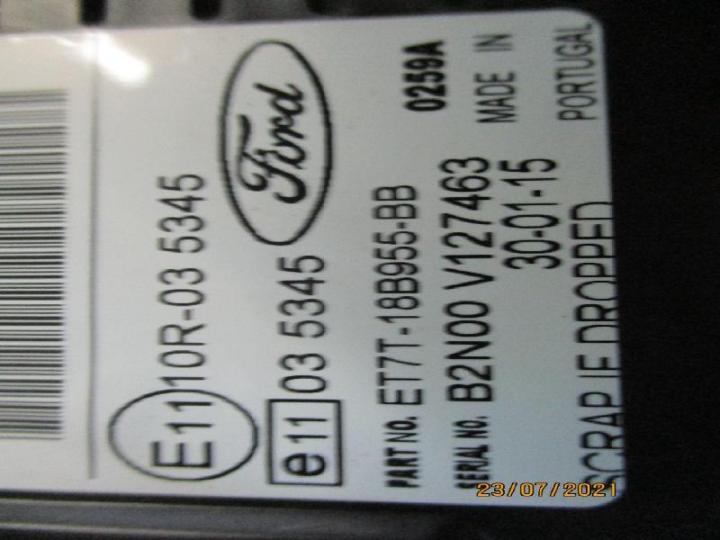 E11 10R-03 5345
e11 03 5345
Ford
PART NO. ET7T-18B955-BB
0259A
SERIAL NO. B2N00 V127463
MADE IN
30-01-15
PORTUGAL
SCRAP IF DROPPED
23/07/2021